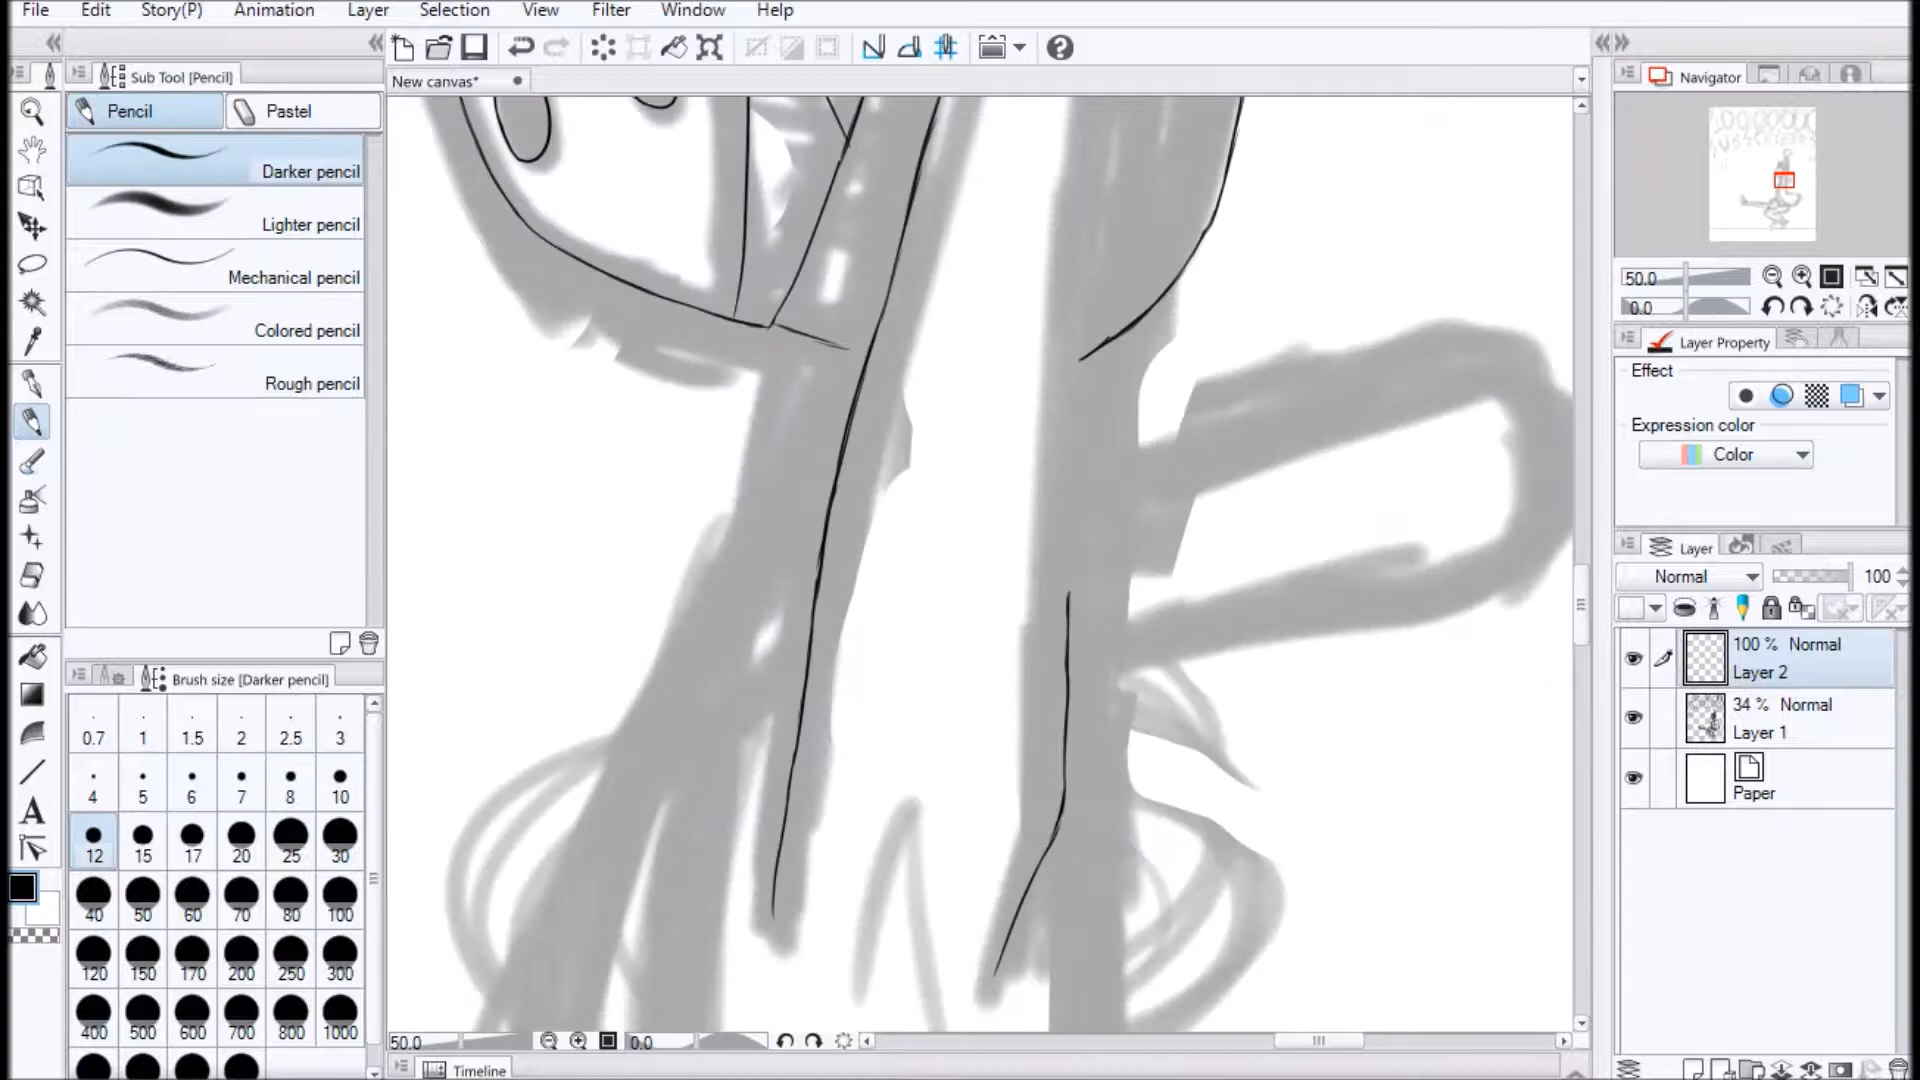 File Edit Story(P) Animation Layer Selection View Filter Window Help
Sub Tool [Pencil]
Pencil Pastel
Darker pencil
Lighter pencil
Mechanical pencil
Colored pencil
Rough pencil
Brush size [Darker pencil]
0.7 1 1.5 2 2.5 3
4 5 6 7 8 10
12 15 17 20 25 30
40 50 60 70 80 100
120 150 170 200 250 300
400 500 600 700 800 1000
New canvas*
50.0 0.0
Timeline
Navigator
50.0
0.0
Layer Property
Effect
Expression color
Color
Layer
Normal 100
100 % Normal
Layer 2
34 % Normal
Layer 1
Paper